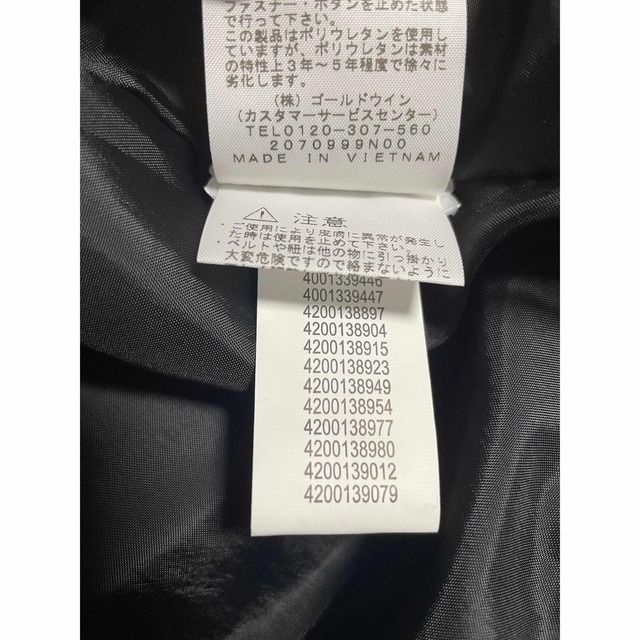 ファスナー・ボタンを止めた状態
で行って下さい。
この製品はポリウレタンを使用し
ていますが、ポリウレタンは素材
の特性上3年~5年程度で徐々に
劣化します。
(株) ゴールドウイン
(カスタマーサービスセンター)
TEL0120-307-560
2070999N00
MADE IN VIETNAM
注意
・ご使用により皮膚に異常が発生し
た時は使用を止めて下さい。
・ベルトや紐は他の物に引っ掛かり
大変危険ですので絡まないように
4001339446
4001339447
4200138897
4200138904
4200138915
4200138923
4200138949
4200138954
4200138977
4200138980
4200139012
4200139079